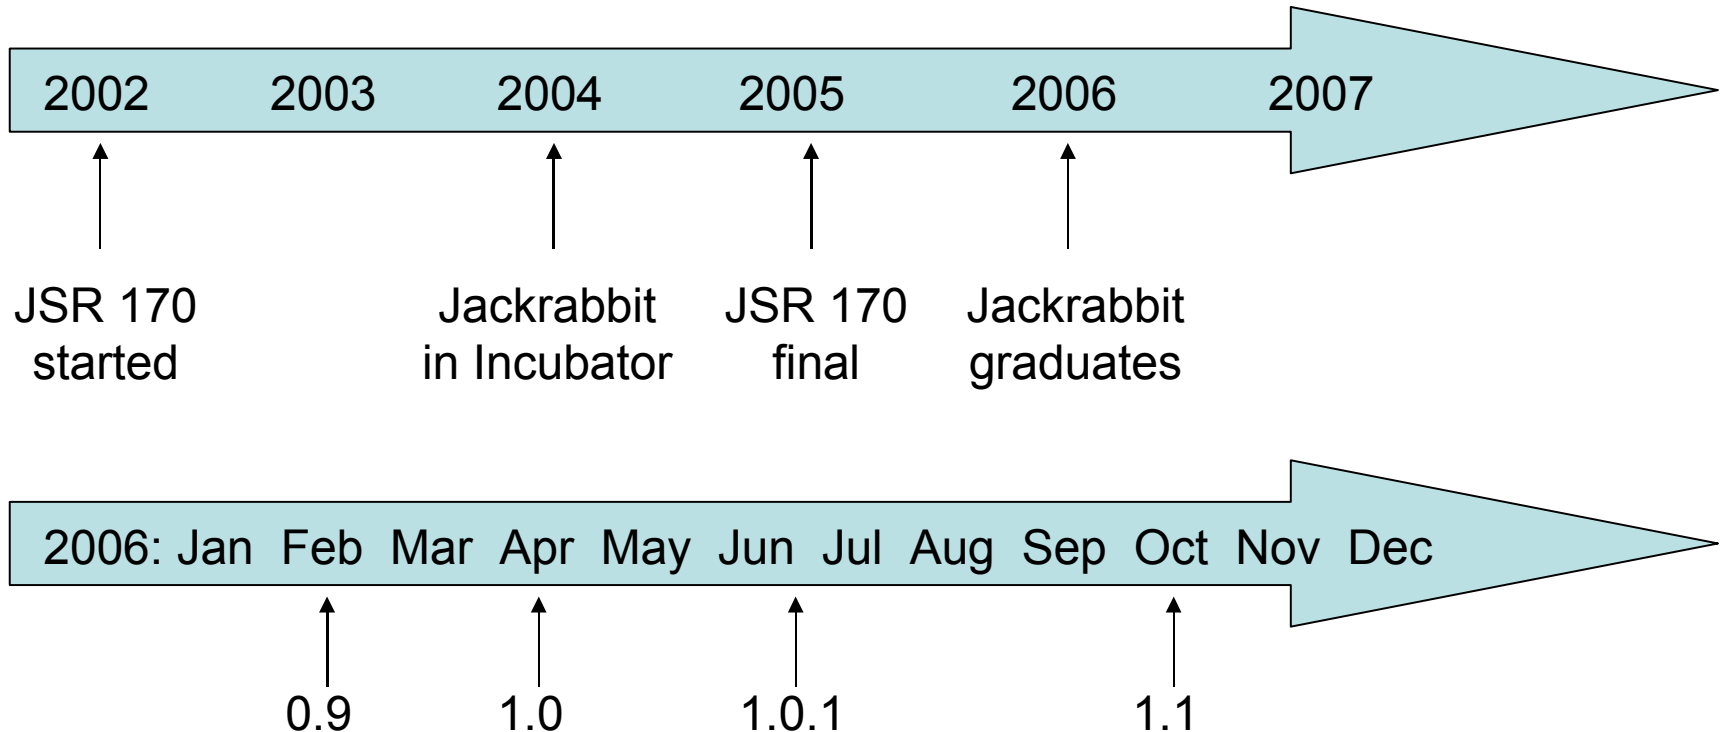 2002 2003 2004 2005 2006 2007
JSR 170 Jackrabbit JSR 170 Jackrabbit
started in Incubator final graduates
2006: Jan Feb Mar Apr May Jun Jul Aug Sep Oct Nov Dec
0.9 1.0 1.0.1 1.1